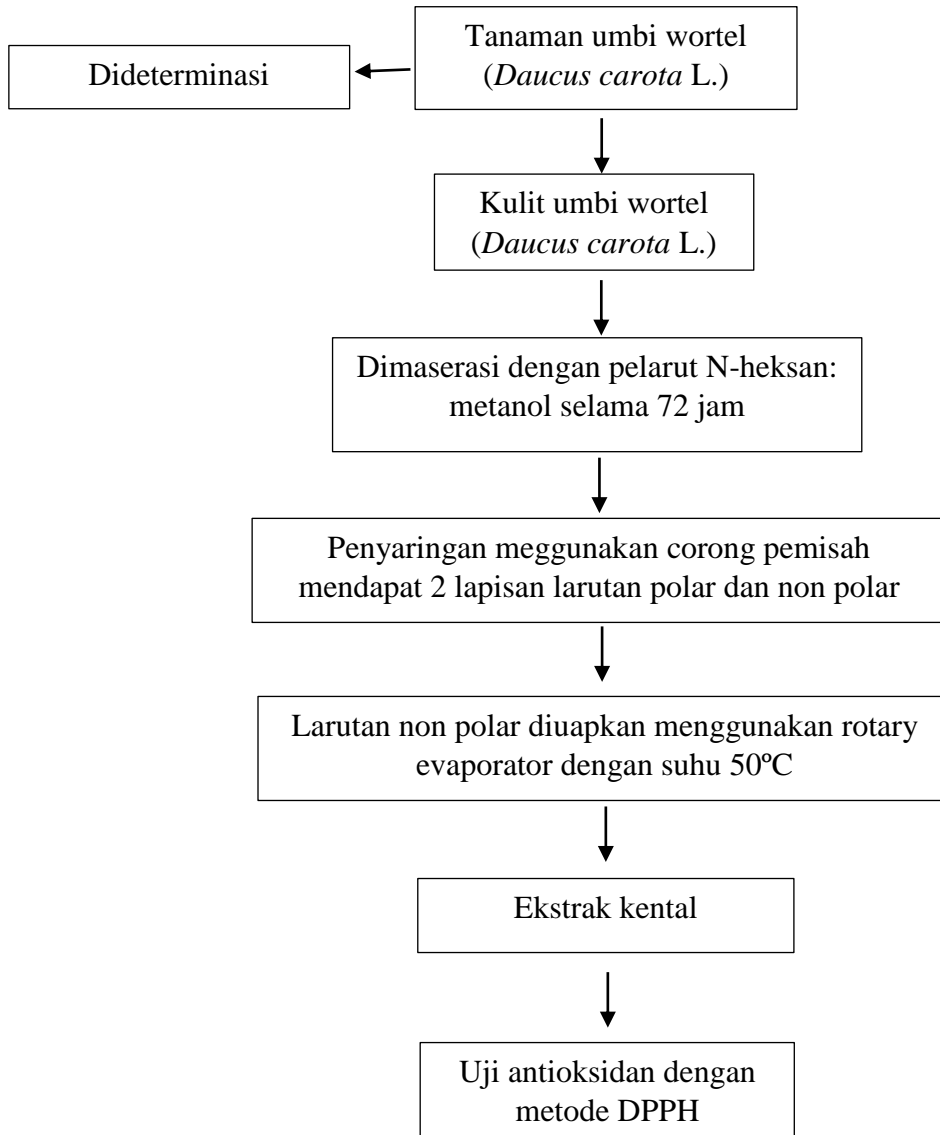 Tanaman umbi wortel
(Daucus carota L.)
Dideterminasi
Kulit umbi wortel
(Daucus carota L.)
Dimaserasi dengan pelarut N-heksan:
metanol selama 72 jam
Penyaringan meggunakan corong pemisah
mendapat 2 lapisan larutan polar dan non polar
Larutan non polar diuapkan menggunakan rotary
evaporator dengan suhu 50ºC
Ekstrak kental
Uji antioksidan dengan
metode DPPH